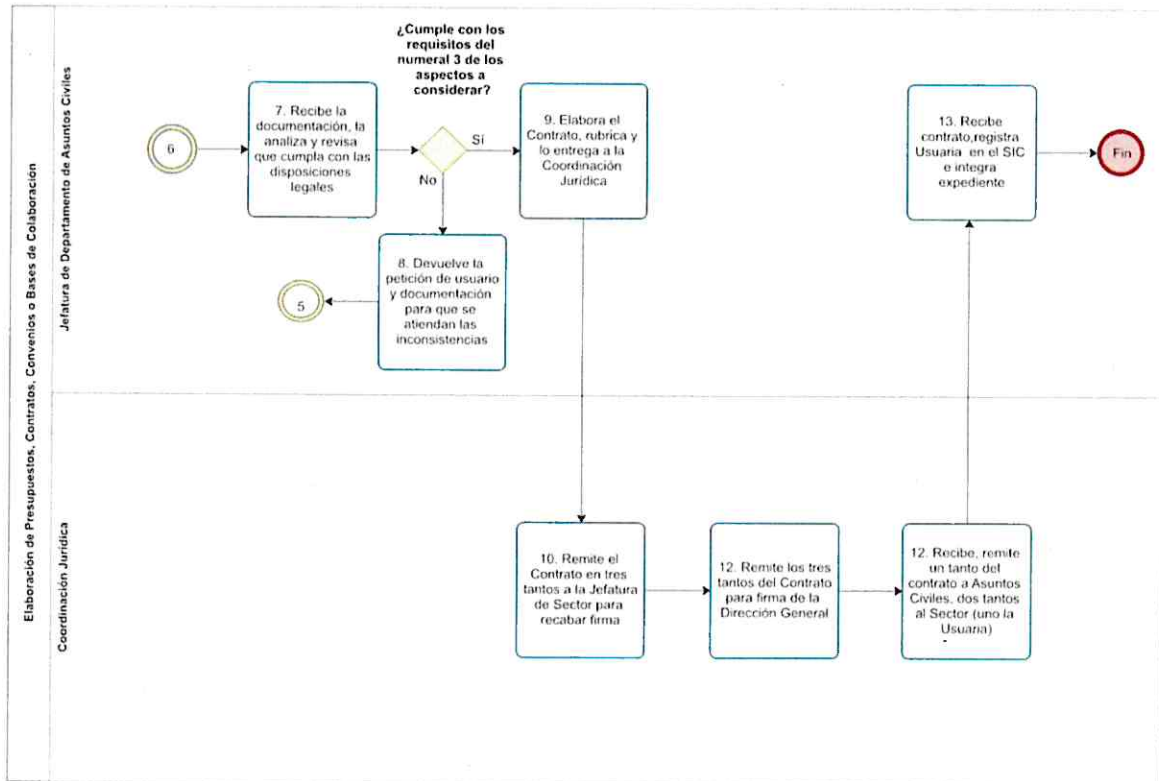 Elaboración de Presupuestos, Contratos, Convenios o Bases de Colaboración
Jefatura de Departamento de Asuntos Civiles
¿Cumple con los
requisitos del
numeral 3 de los
aspectos a
considerar?
6
7. Recibe la
documentación, la
analiza y revisa
que cumpla con las
disposiciones
legales
Sí
No
9. Elabora el
Contrato, rubrica y
lo entrega a la
Coordinación
Jurídica
13. Recibe
contrato,registra
Usuaria en el SIC
e integra
expediente
Fin
5
8. Devuelve la
petición de usuario
y documentación
para que se
atiendan las
inconsistencias
Coordinación Jurídica
10. Remite el
Contrato en tres
tantos a la Jefatura
de Sector para
recabar firma
12. Remite los tres
tantos del Contrato
para firma de la
Dirección General
12. Recibe, remite
un tanto del
contrato a Asuntos
Civiles, dos tantos
al Sector (uno la
Usuaria)